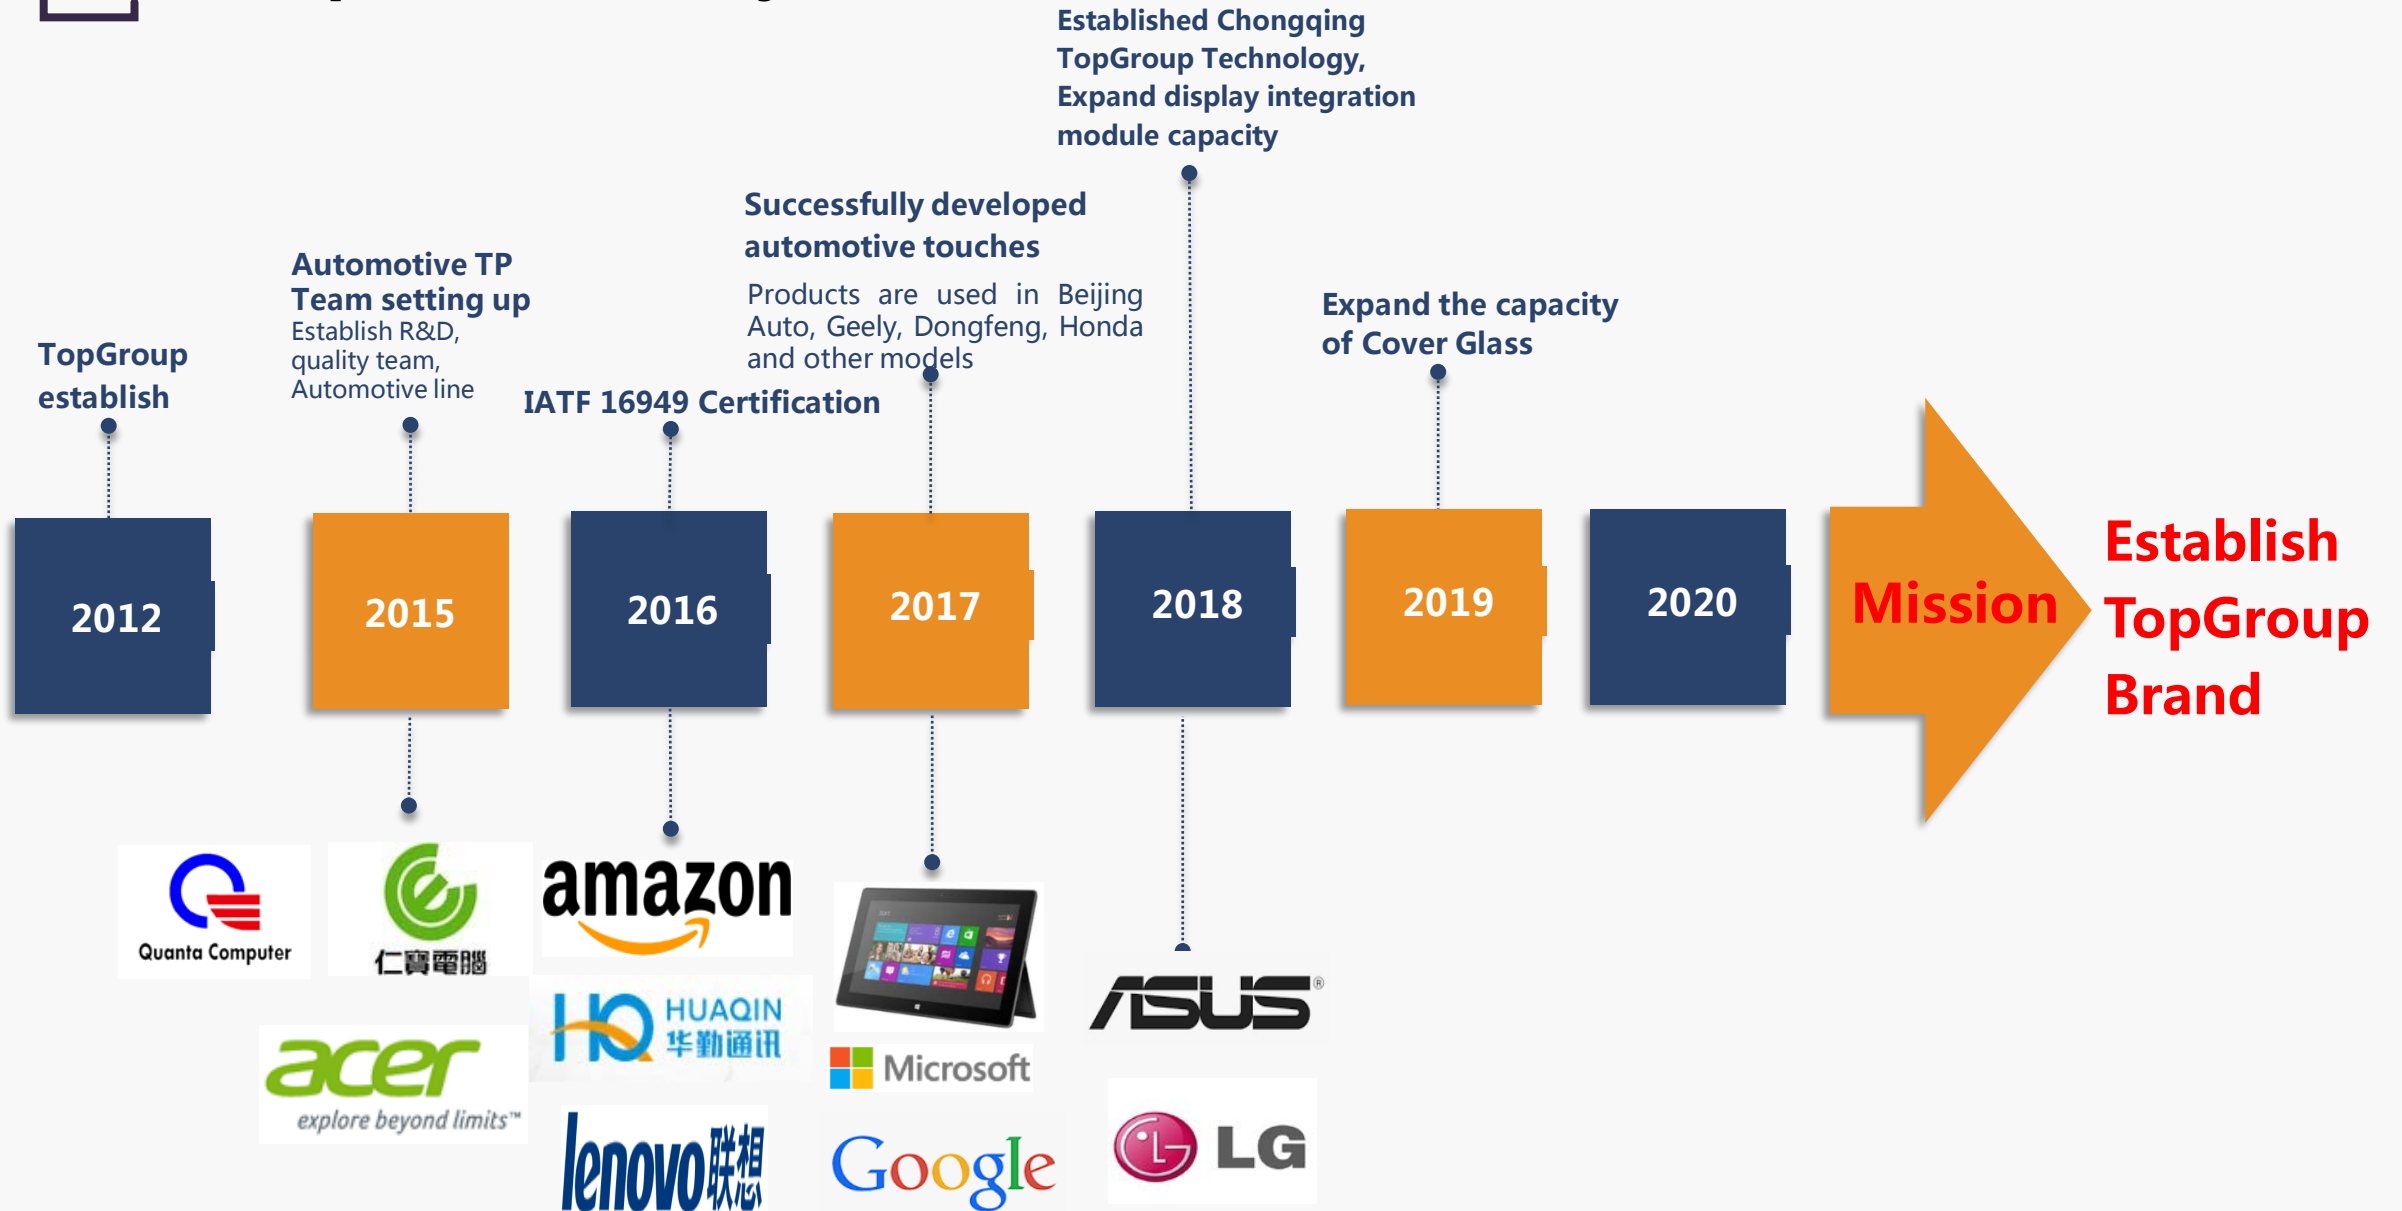 Established Chongqing
TopGroup Technology,
Expand display integration
module capacity
Successfully developed
automotive touches
Products are used in Beijing
Auto, Geely, Dongfeng, Honda
and other models
Automotive TP
Team setting up
Establish R&D,
quality team,
Automotive line
TopGroup
establish
IATF 16949 Certification
Expand the capacity
of Cover Glass
2012
2015
2016
2017
2018
2019
2020
Mission
Establish
TopGroup
Brand
Quanta Computer
仁寶電腦
acer
explore beyond limits™
amazon
HQ HUAQIN
华勤通讯
lenovo联想
Microsoft
Google
ASUS®
LG